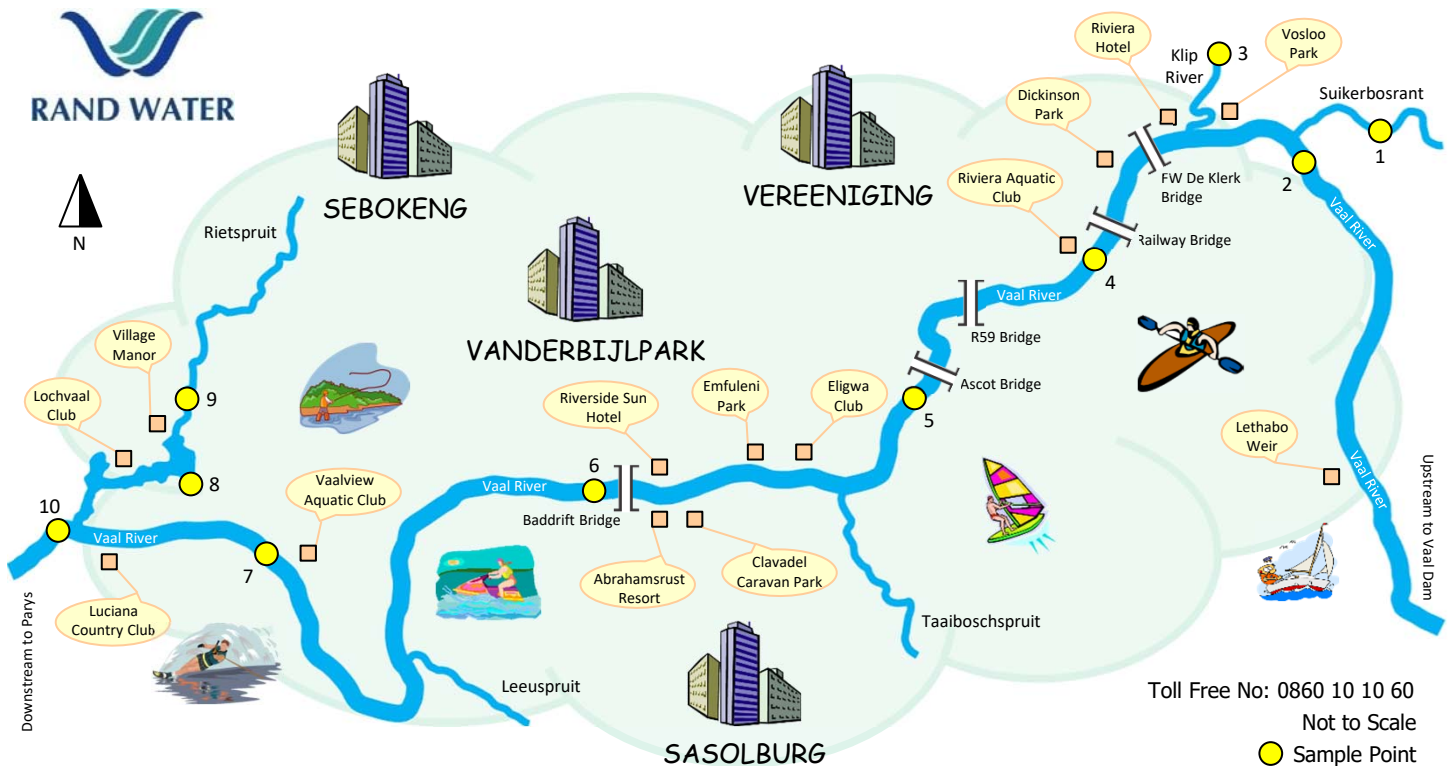 RAND WATER
N
SEBOKENG
VEREENIGING
VANDERBIJLPARK
SASOLBURG
Riviera
Hotel
Klip
River
3
Vosloo
Park
Suikerbosrant
1
2
Dickinson
Park
FW De Klerk
Bridge
Riviera Aquatic
Club
Railway Bridge
4
Vaal River
Vaal River
R59 Bridge
Ascot Bridge
5
Rietspruit
Village
Manor
Lochvaal
Club
9
8
10
Vaal River
7
Vaalview
Aquatic Club
Luciana
Country Club
Riverside Sun
Hotel
Emfuleni
Park
Eligwa
Club
6
Vaal River
Baddrift Bridge
Abrahamsrust
Resort
Clavadel
Caravan Park
Taaiboschspruit
Leeuspruit
Lethabo
Weir
Vaal River
Upstream to Vaal Dam
Downstream to Parys
Toll Free No: 0860 10 10 60
Not to Scale
Sample Point